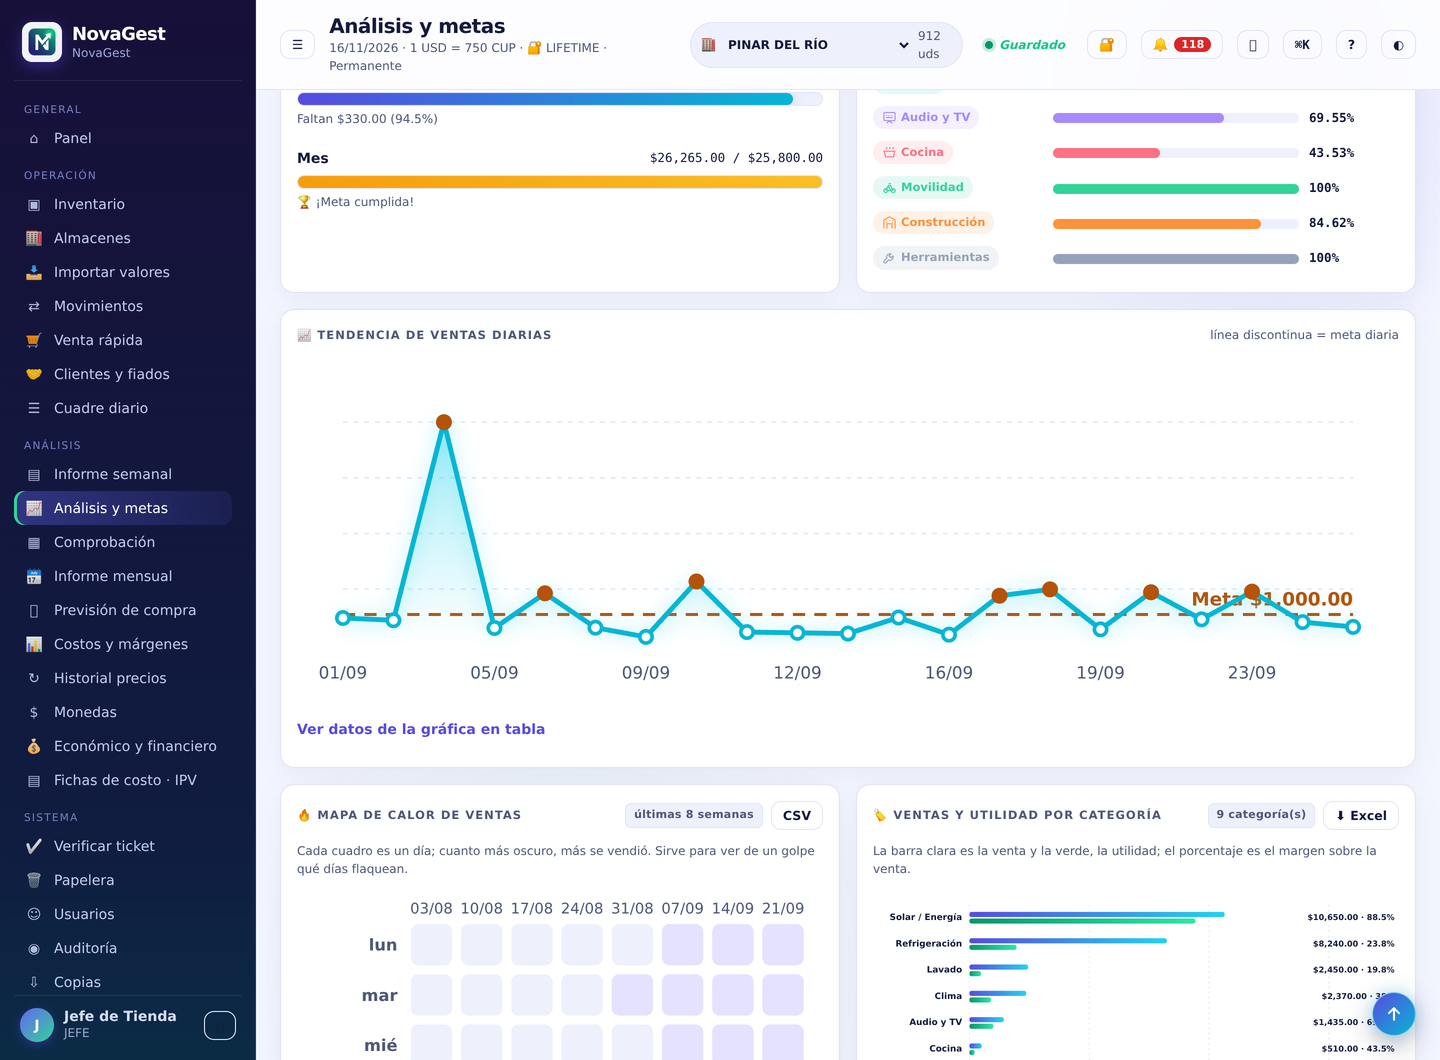 NovaGest
NovaGest
GENERAL
Panel
OPERACIÓN
Inventario
Almacenes
Importar valores
Movimientos
Venta rápida
Clientes y fiados
Cuadre diario
ANÁLISIS
Informe semanal
Análisis y metas
Comprobación
Informe mensual
Previsión de compra
Costos y márgenes
Historial precios
Monedas
Económico y financiero
Fichas de costo · IPV
SISTEMA
Verificar ticket
Papelera
Usuarios
Auditoría
Copias
J
Jefe de Tienda
JEFE
Análisis y metas
16/11/2026 · 1 USD = 750 CUP · 🔐 LIFETIME ·
Permanente
PINAR DEL RÍO
912
uds
Guardado
118
⌘K
?
Faltan $330.00 (94.5%)
Mes
$26,265.00 / $25,800.00
🏆 ¡Meta cumplida!
Audio y TV 69.55%
Cocina 43.53%
Movilidad 100%
Construcción 84.62%
Herramientas 100%
TENDENCIA DE VENTAS DIARIAS
línea discontinua = meta diaria
Meta $1,000.00
01/09 05/09 09/09 12/09 16/09 19/09 23/09
Ver datos de la gráfica en tabla
MAPA DE CALOR DE VENTAS
últimas 8 semanas
CSV
Cada cuadro es un día; cuanto más oscuro, más se vendió. Sirve para ver de un golpe
qué días flaquean.
03/08 10/08 17/08 24/08 31/08 07/09 14/09 21/09
lun
mar
mié
VENTAS Y UTILIDAD POR CATEGORÍA
9 categoría(s)
⬇ Excel
La barra clara es la venta y la verde, la utilidad; el porcentaje es el margen sobre la
venta.
Solar / Energía $10,650.00 · 88.5%
Refrigeración $8,240.00 · 23.8%
Lavado $2,450.00 · 19.8%
Clima $2,370.00 ·
Audio y TV $1,435.00 ·
Cocina $510.00 · 43.5%